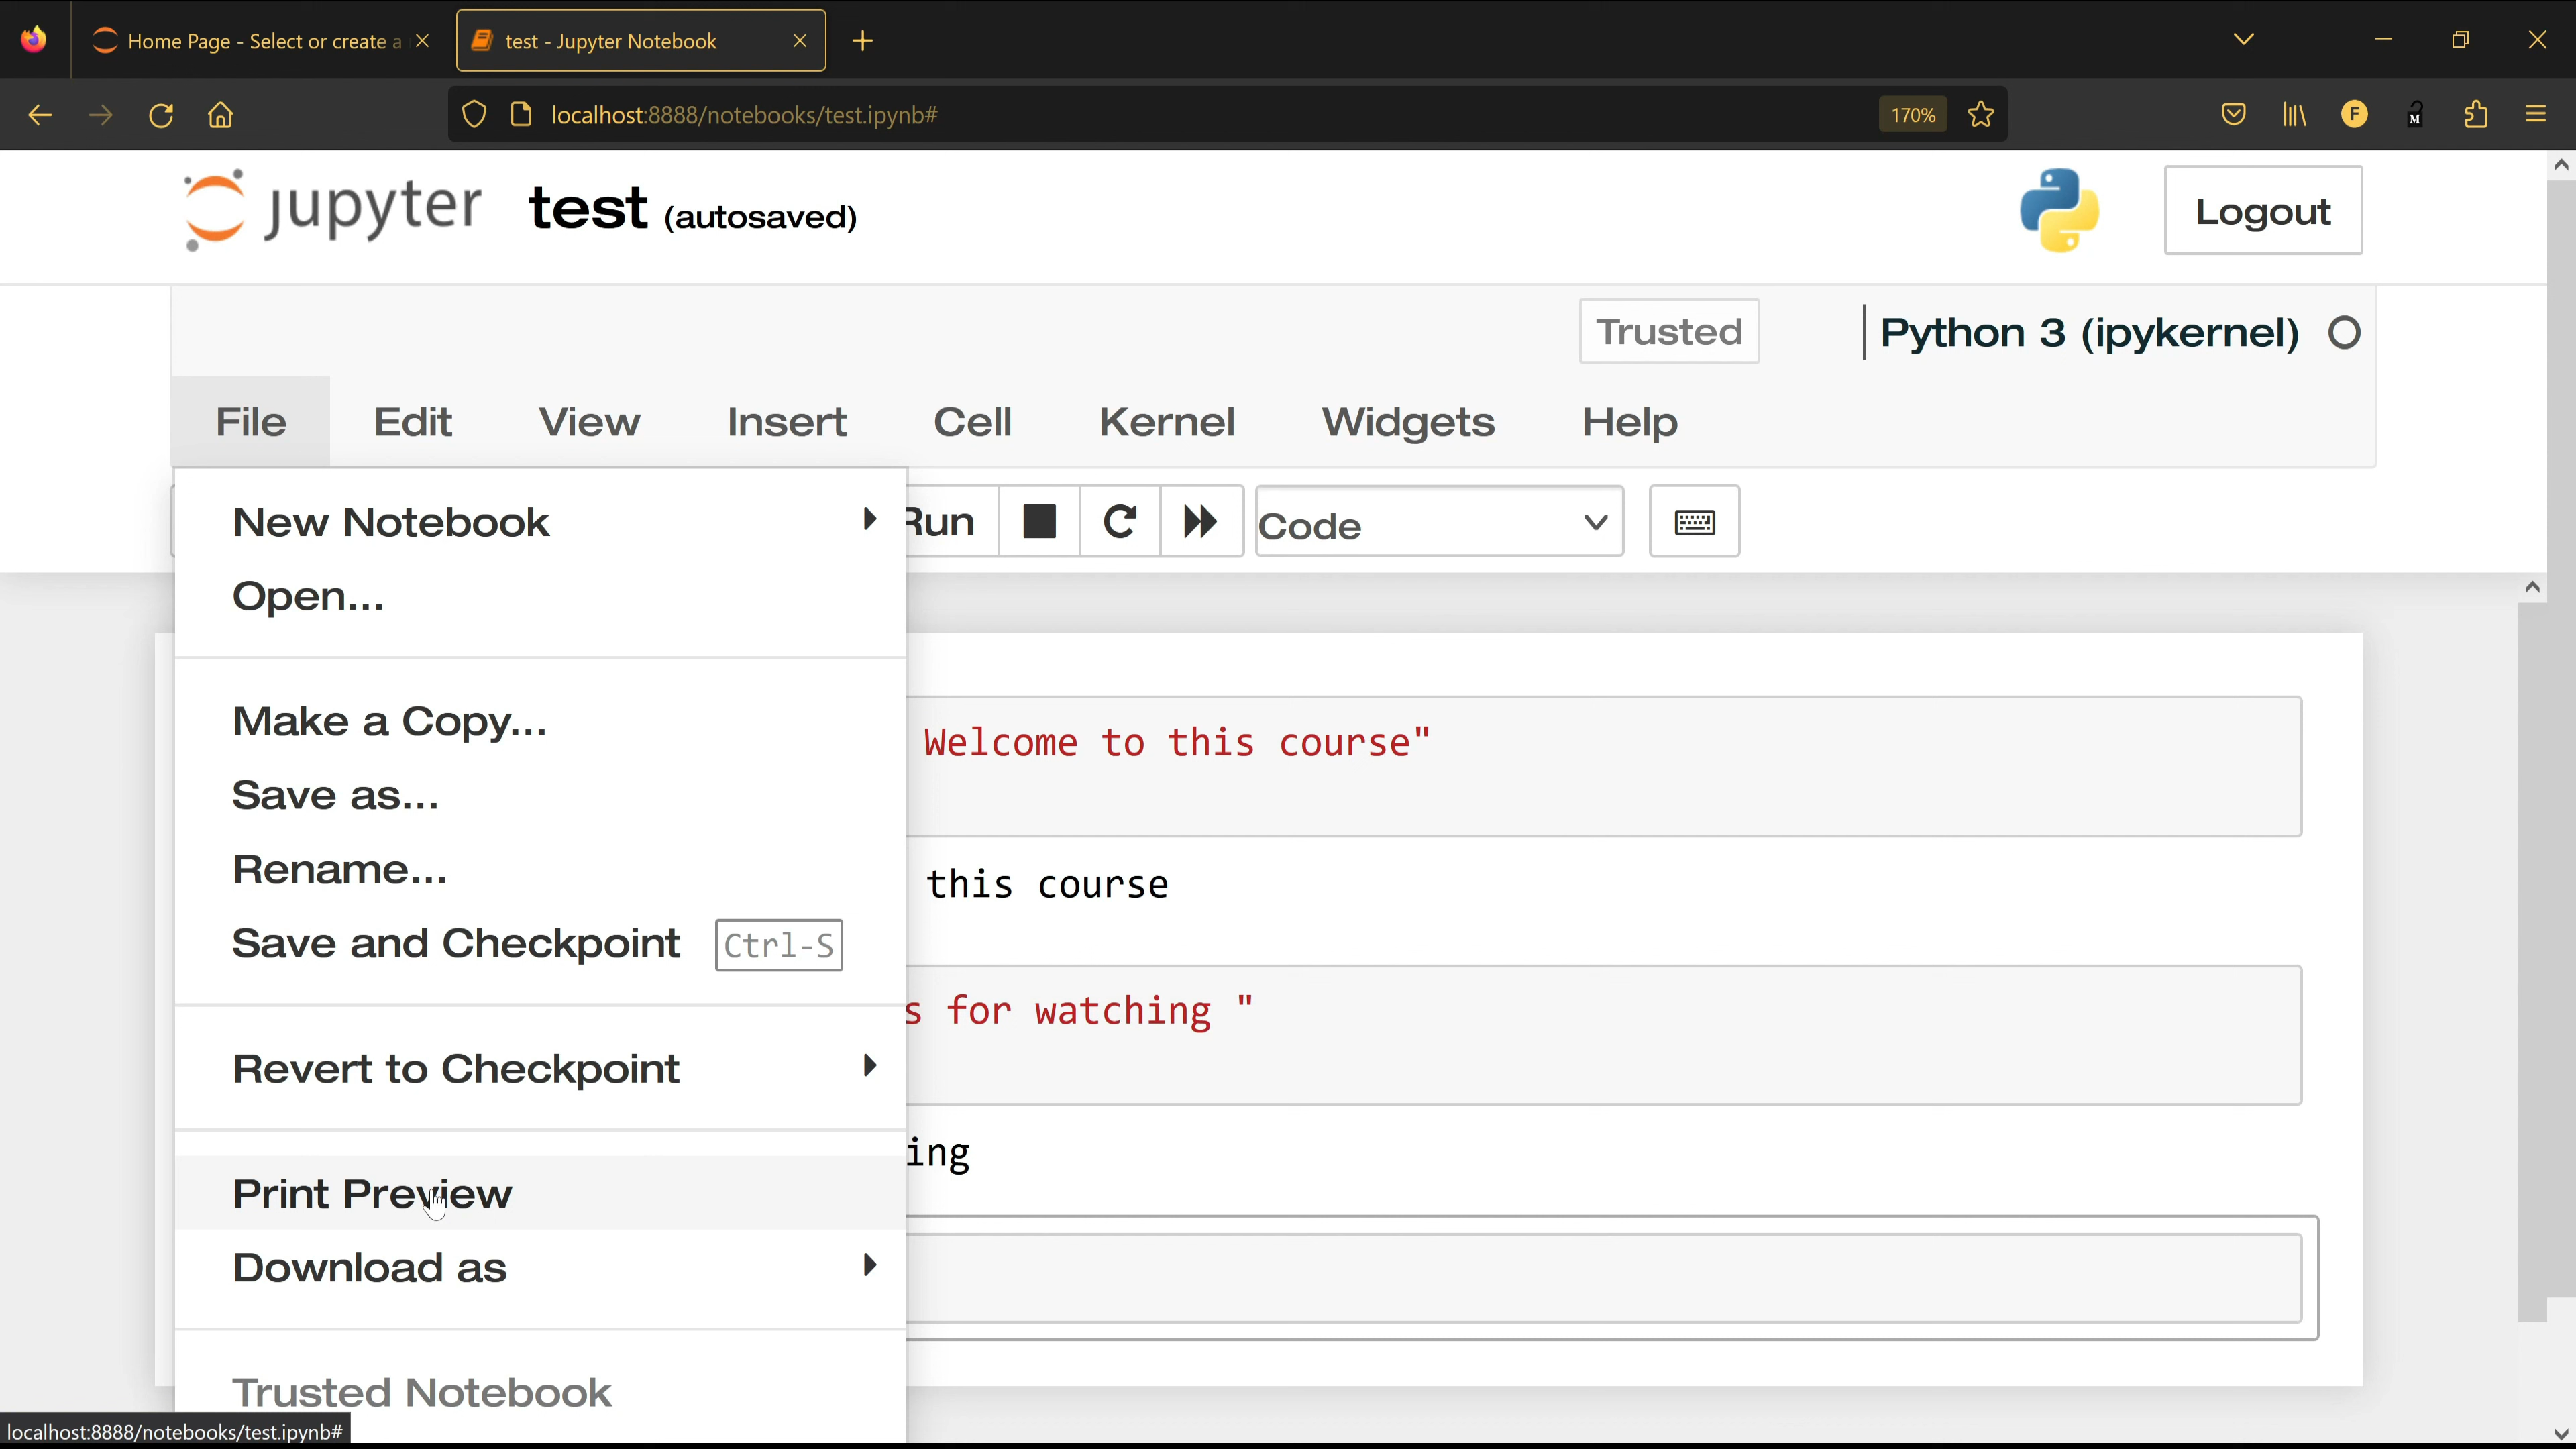 Home Page - Select or create a
test - Jupyter Notebook
localhost:8888/notebooks/test.ipynb#
170%
F
M
jupyter
test (autosaved)
Logout
Trusted
Python 3 (ipykernel)
File Edit View Insert Cell Kernel Widgets Help
Run
Code
New Notebook
Open...
Make a Copy...
Save as...
Rename...
Save and Checkpoint Ctrl-S
Revert to Checkpoint
Print Preview
Download as
Trusted Notebook
Welcome to this course"
this course
s for watching "
ing
localhost:8888/notebooks/test.ipynb#